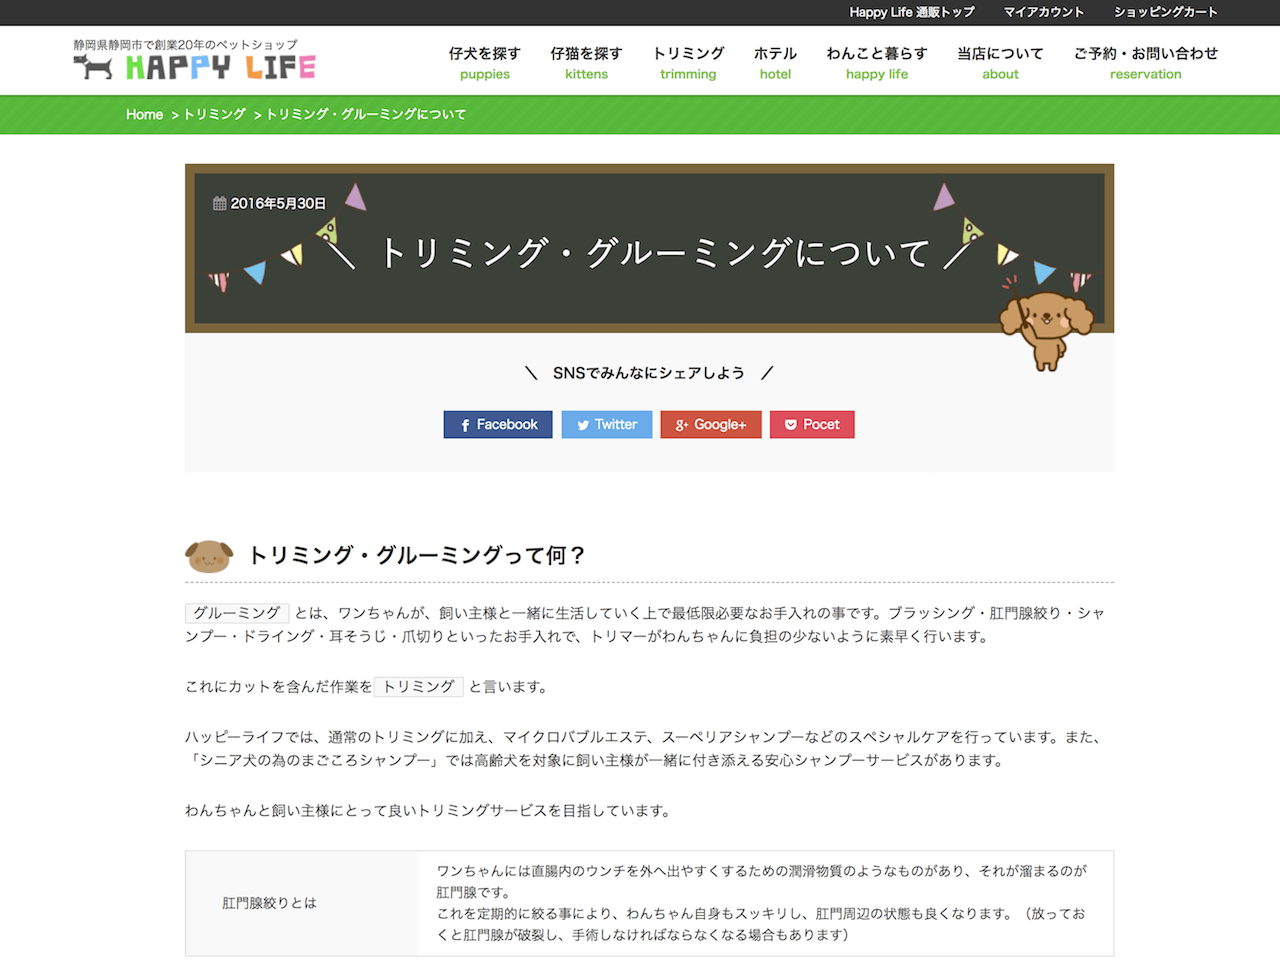 Happy Life 通販トップ マイアカウント ショッピングカート
静岡県静岡市で創業20年のペットショップ
HAPPY LIFE
仔犬を探す 仔猫を探す トリミング ホテル わんこと暮らす 当店について ご予約・お問い合わせ
puppies kittens trimming hotel happy life about reservation
Home > トリミング > トリミング・グルーミングについて
2016年5月30日
＼ トリミング・グルーミングについて ／
＼ SNSでみんなにシェアしよう ／
Facebook Twitter Google+ Pocet
トリミング・グルーミングって何？
グルーミング とは、ワンちゃんが、飼い主様と一緒に生活していく上で最低限必要なお手入れの事です。ブラッシング・肛門腺絞り・シャ
ンプー・ドライング・耳そうじ・爪切りといったお手入れで、トリマーがわんちゃんに負担の少ないように素早く行います。
これにカットを含んだ作業を トリミング と言います。
ハッピーライフでは、通常のトリミングに加え、マイクロバブルエステ、スーペリアシャンプーなどのスペシャルケアを行っています。また、
「シニア犬の為のまごころシャンプー」では高齢犬を対象に飼い主様が一緒に付き添える安心シャンプーサービスがあります。
わんちゃんと飼い主様にとって良いトリミングサービスを目指しています。
肛門腺絞りとは
ワンちゃんには直腸内のウンチを外へ出やすくするための潤滑物質のようなものがあり、それが溜まるのが
肛門腺です。
これを定期的に絞る事により、わんちゃん自身もスッキリし、肛門周辺の状態も良くなります。（放ってお
くと肛門腺が破裂し、手術しなければならなくなる場合もあります）